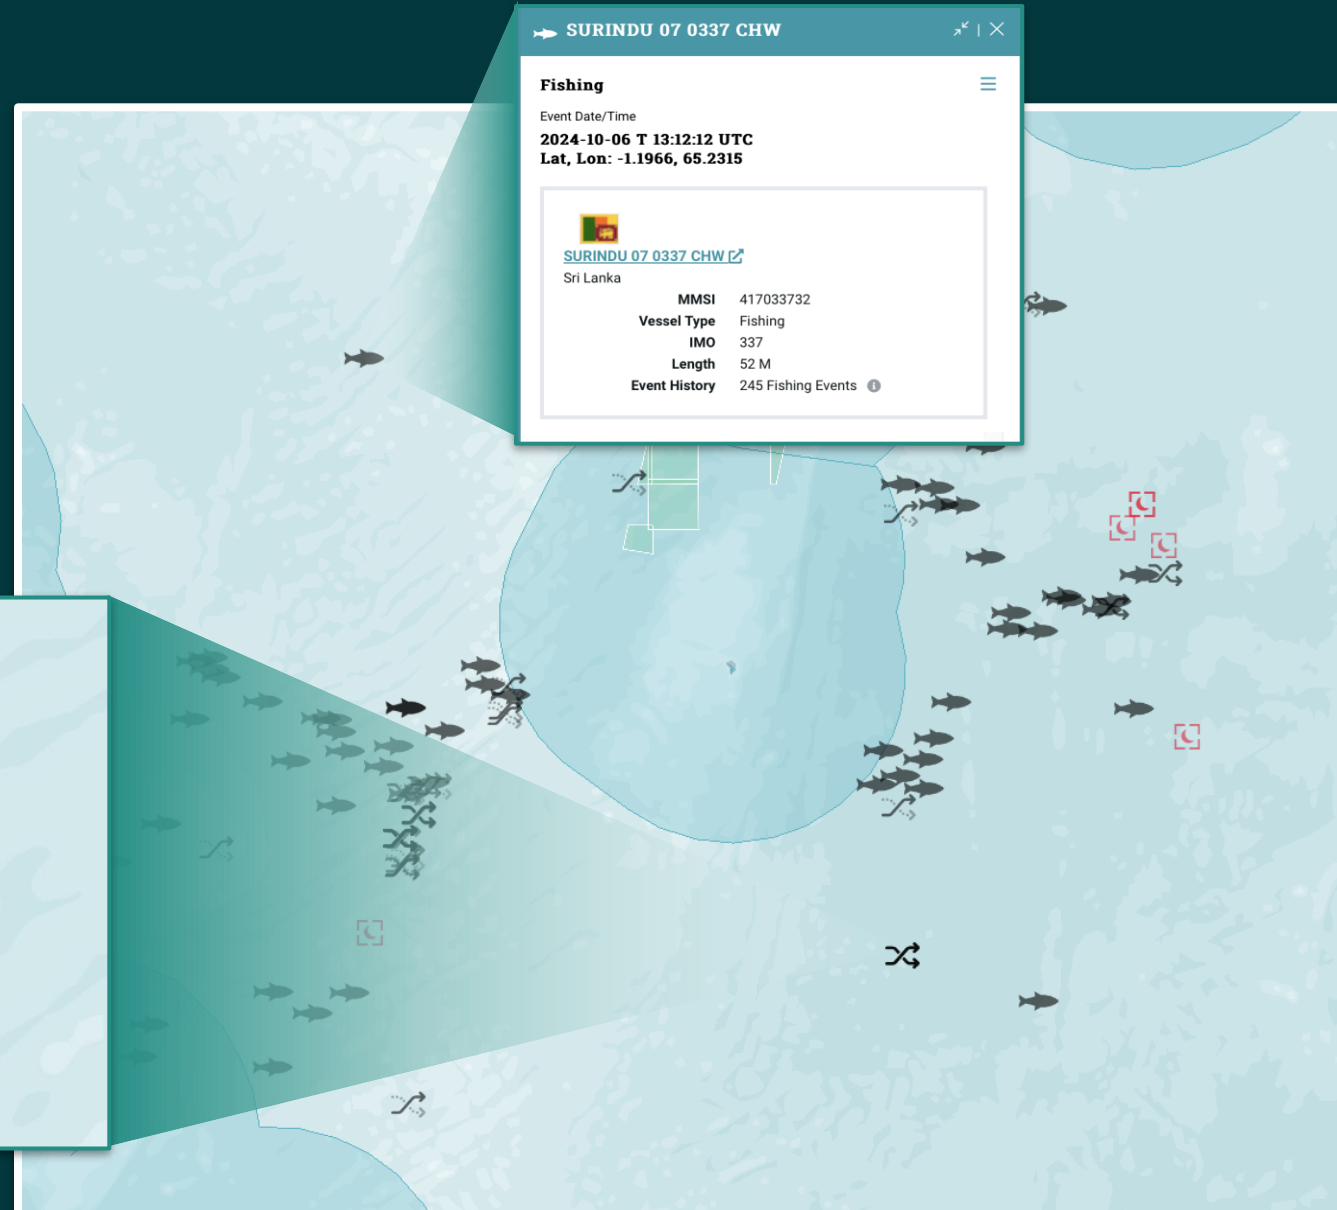 SURINDU 07 0337 CHW
Fishing
Event Date/Time
2024-10-06 T 13:12:12 UTC
Lat, Lon: -1.1966, 65.2315
SURINDU 07 0337 CHW
Sri Lanka
MMSI 417033732
Vessel Type Fishing
IMO 337
Length 52 M
Event History 245 Fishing Events